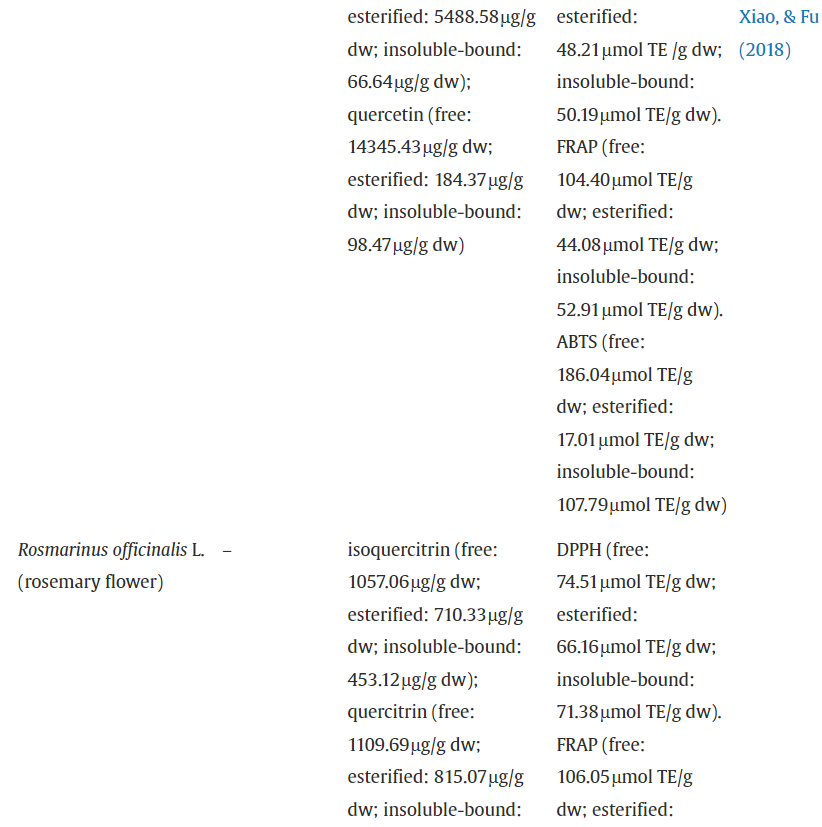 esterified: 5488.58μg/g
dw; insoluble-bound:
66.64μg/g dw);
quercetin (free:
14345.43μg/g dw;
esterified: 184.37μg/g
dw; insoluble-bound:
98.47μg/g dw)
esterified:
48.21μmol TE /g dw;
insoluble-bound:
50.19μmol TE/g dw).
FRAP (free:
104.40μmol TE/g
dw; esterified:
44.08μmol TE/g dw;
insoluble-bound:
52.91μmol TE/g dw).
ABTS (free:
186.04μmol TE/g
dw; esterified:
17.01μmol TE/g dw;
insoluble-bound:
107.79μmol TE/g dw)
Xiao, & Fu
(2018)
Rosmarinus officinalis L.
(rosemary flower)
–
isoquercitrin (free:
1057.06μg/g dw;
esterified: 710.33μg/g
dw; insoluble-bound:
453.12μg/g dw);
quercitrin (free:
1109.69μg/g dw;
esterified: 815.07μg/g
dw; insoluble-bound:
DPPH (free:
74.51μmol TE/g dw;
esterified:
66.16μmol TE/g dw;
insoluble-bound:
71.38μmol TE/g dw).
FRAP (free:
106.05μmol TE/g
dw; esterified: